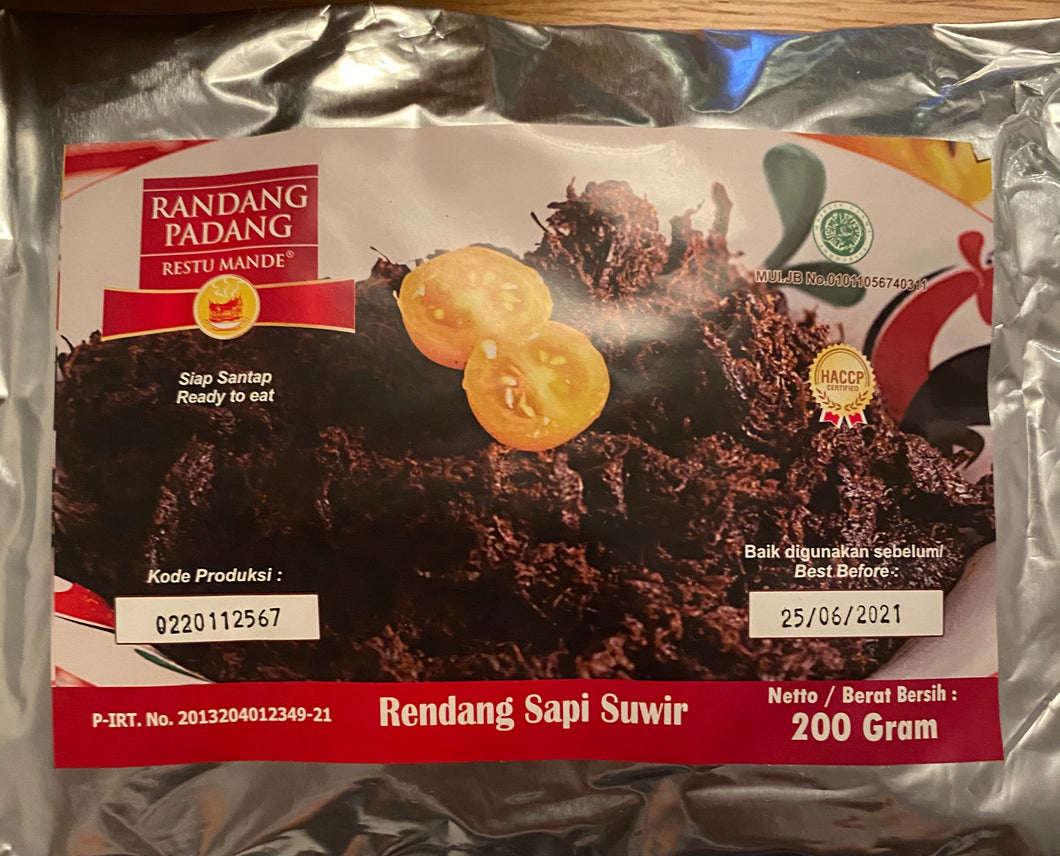 RANDANG
PADANG
RESTU MANDE®
MUI.JB No.01011056740311
HACCP
CERTIFIED
Siap Santap
Ready to eat
Kode Produksi :
0220112567
Baik digunakan sebelum/
Best Before :
25/06/2021
P-IRT. No. 2013204012349-21
Rendang Sapi Suwir
Netto / Berat Bersih :
200 Gram